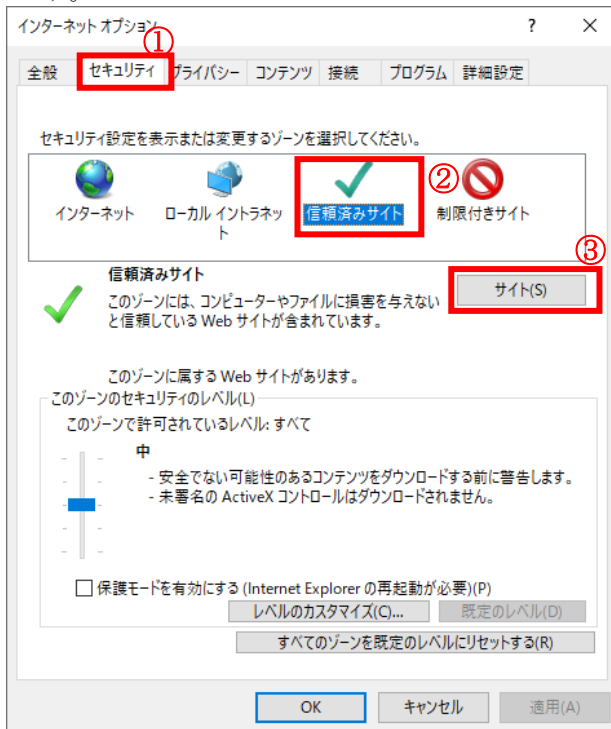 インターネット オプション ? ×
①
全般 セキュリティ プライバシー コンテンツ 接続 プログラム 詳細設定
セキュリティ設定を表示または変更するゾーンを選択してください。
②
インターネット ローカル イントラネット 信頼済みサイト 制限付きサイト
③
信頼済みサイト
サイト(S)
このゾーンには、コンピューターやファイルに損害を与えない
と信頼している Web サイトが含まれています。
このゾーンに属する Web サイトがあります。
このゾーンのセキュリティのレベル(L)
このゾーンで許可されているレベル: すべて
中
- 安全でない可能性のあるコンテンツをダウンロードする前に警告します。
- 未署名の ActiveX コントロールはダウンロードされません。
保護モードを有効にする (Internet Explorer の再起動が必要)(P)
レベルのカスタマイズ(C)... 既定のレベル(D)
すべてのゾーンを既定のレベルにリセットする(R)
OK キャンセル 適用(A)